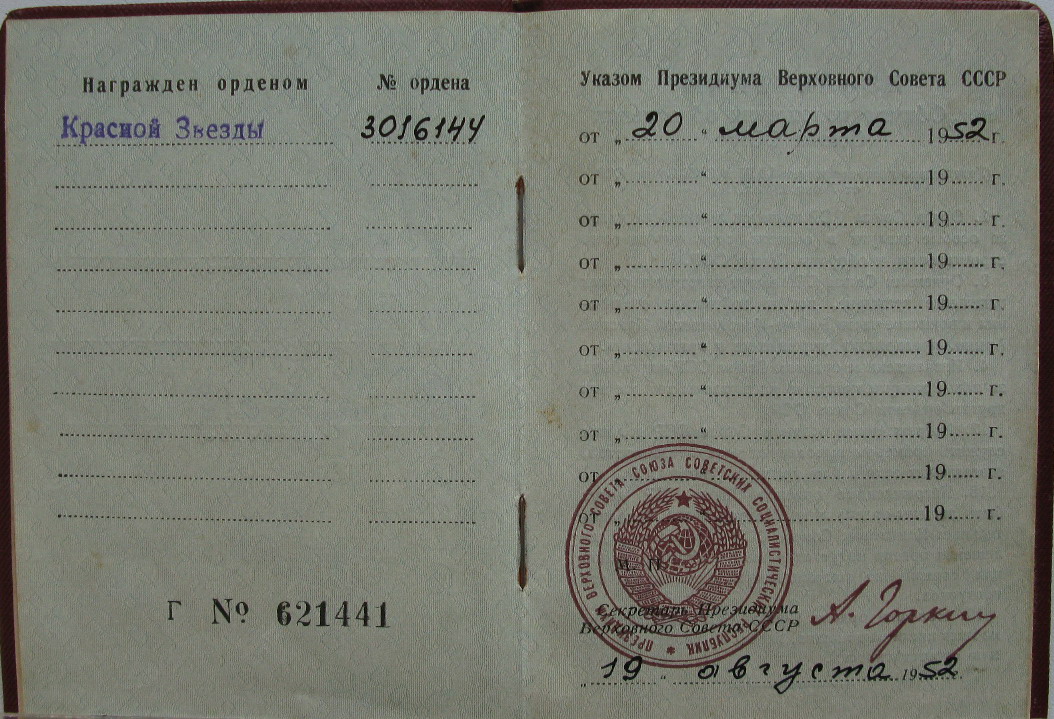 Награжден орденом № ордена
Красной Звезды 3016144
Г № 621441
Указом Президиума Верховного Совета СССР
от „ 20 “ марта 1952 г.
от „ “ 19 г.
от „ “ 19 г.
от „ “ 19 г.
от „ “ 19 г.
от „ “ 19 г.
от „ “ 19 г.
от „ “ 19 г.
от „ “ 19 г.
от „ 19 г.
ПРЕЗИДИУМ ВЕРХОВНОГО СОВЕТА СОЮЗА СОВЕТСКИХ СОЦИАЛИСТИЧЕСКИХ РЕСПУБЛИК
М. П.
Секретарь Президиума
Верховного Совета СССР А. Горкин
„ 19 “ августа 1952 г.